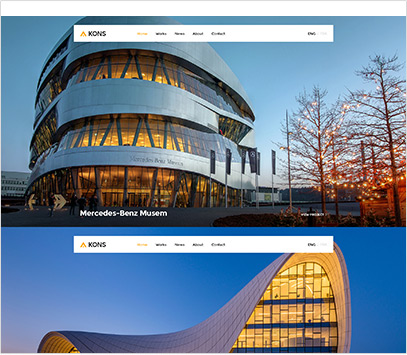 KONS Home Works News About Contact ENG
Mercedes-Benz Museum
Mercedes-Benz Musem
VIEW PROJECT
KONS Home Works News About Contact ENG